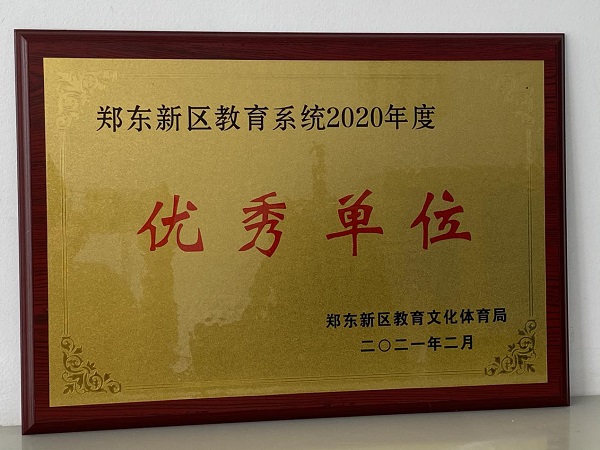 郑东新区教育系统2020年度
优秀单位
郑东新区教育文化体育局
二〇二一年二月